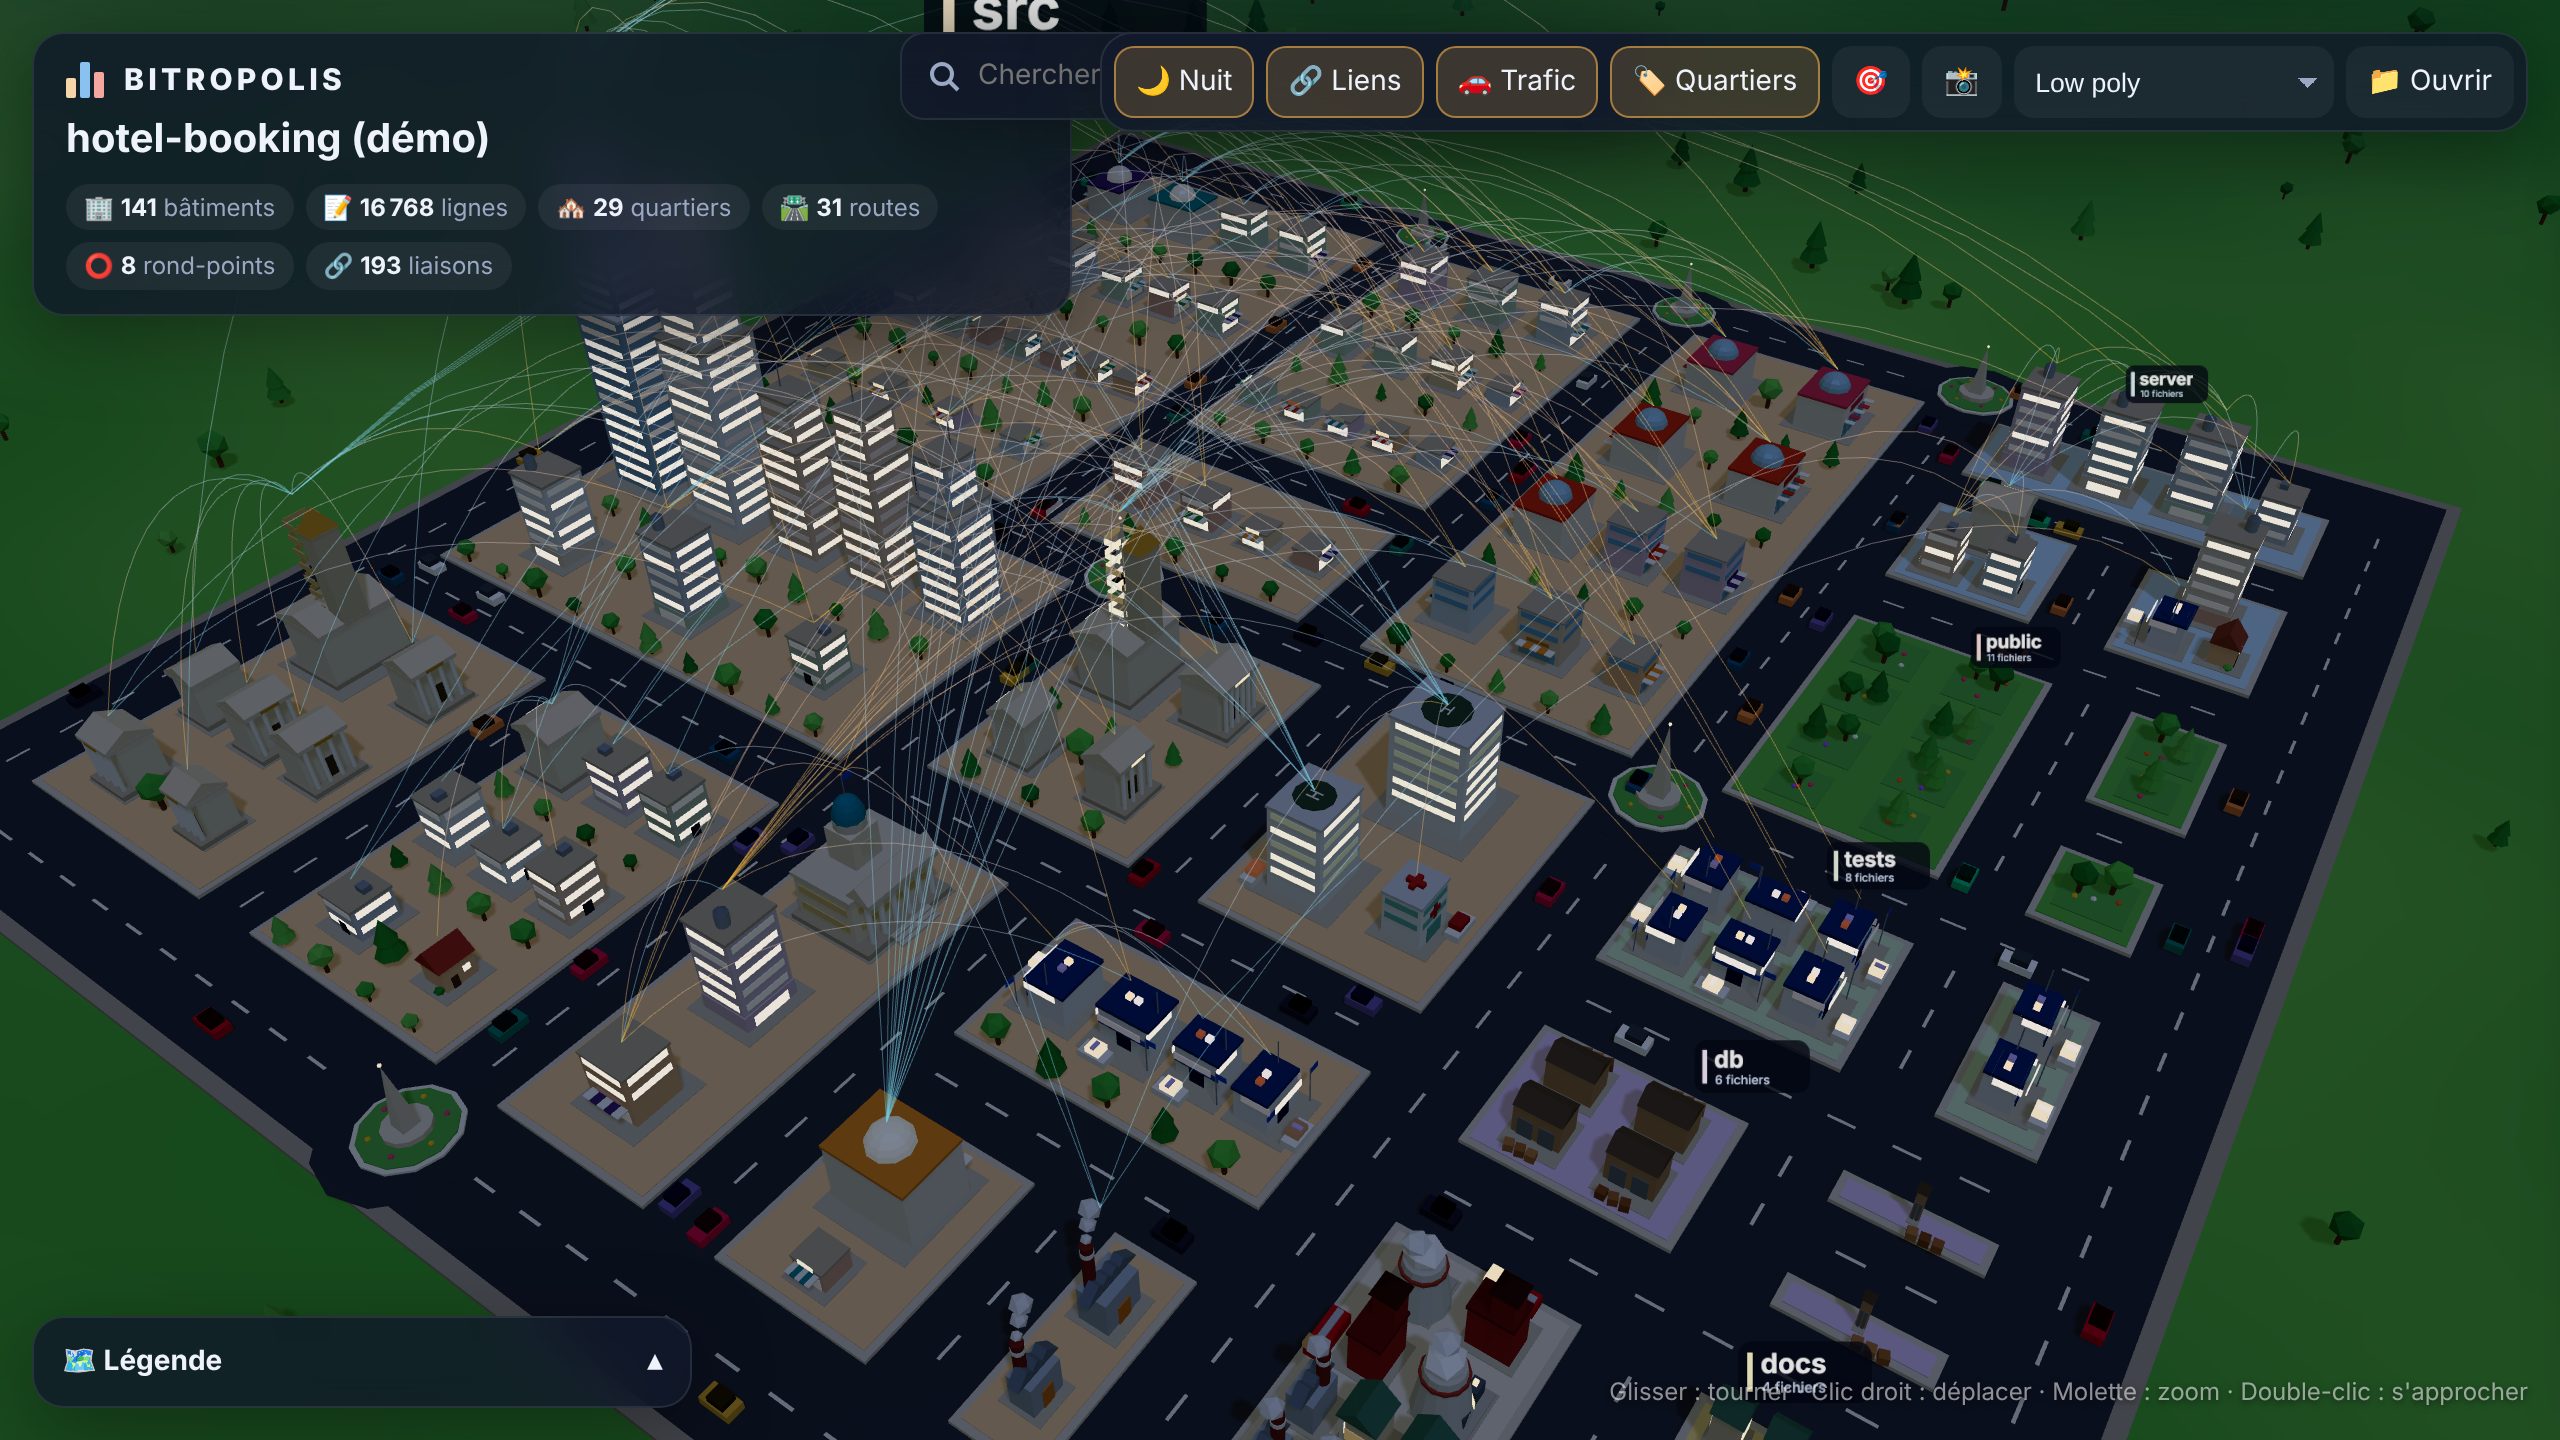 src
BITROPOLIS
hotel-booking (démo)
141 bâtiments
16 768 lignes
29 quartiers
31 routes
8 rond-points
193 liaisons
Chercher
Nuit
Liens
Trafic
Quartiers
Low poly
Ouvrir
server
10 fichiers
public
11 fichiers
tests
8 fichiers
db
6 fichiers
docs
4 fichiers
Légende
Glisser : tourner · Clic droit : déplacer · Molette : zoom · Double-clic : s'approcher